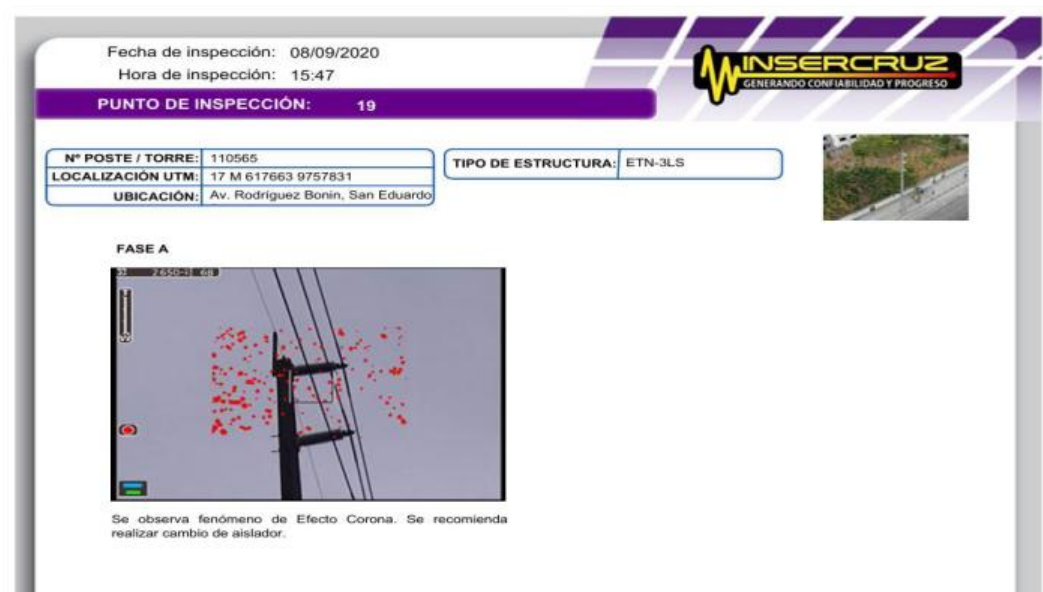 Fecha de inspección: 08/09/2020
Hora de inspección: 15:47
INSERCRUZ
GENERANDO CONFIABILIDAD Y PROGRESO
PUNTO DE INSPECCIÓN: 19
Nº POSTE / TORRE: 110565
LOCALIZACIÓN UTM: 17 M 617663 9757831
UBICACIÓN: Av. Rodríguez Bonin, San Eduardo
TIPO DE ESTRUCTURA: ETN-3LS
FASE A
Se observa fenómeno de Efecto Corona. Se recomienda
realizar cambio de aislador.